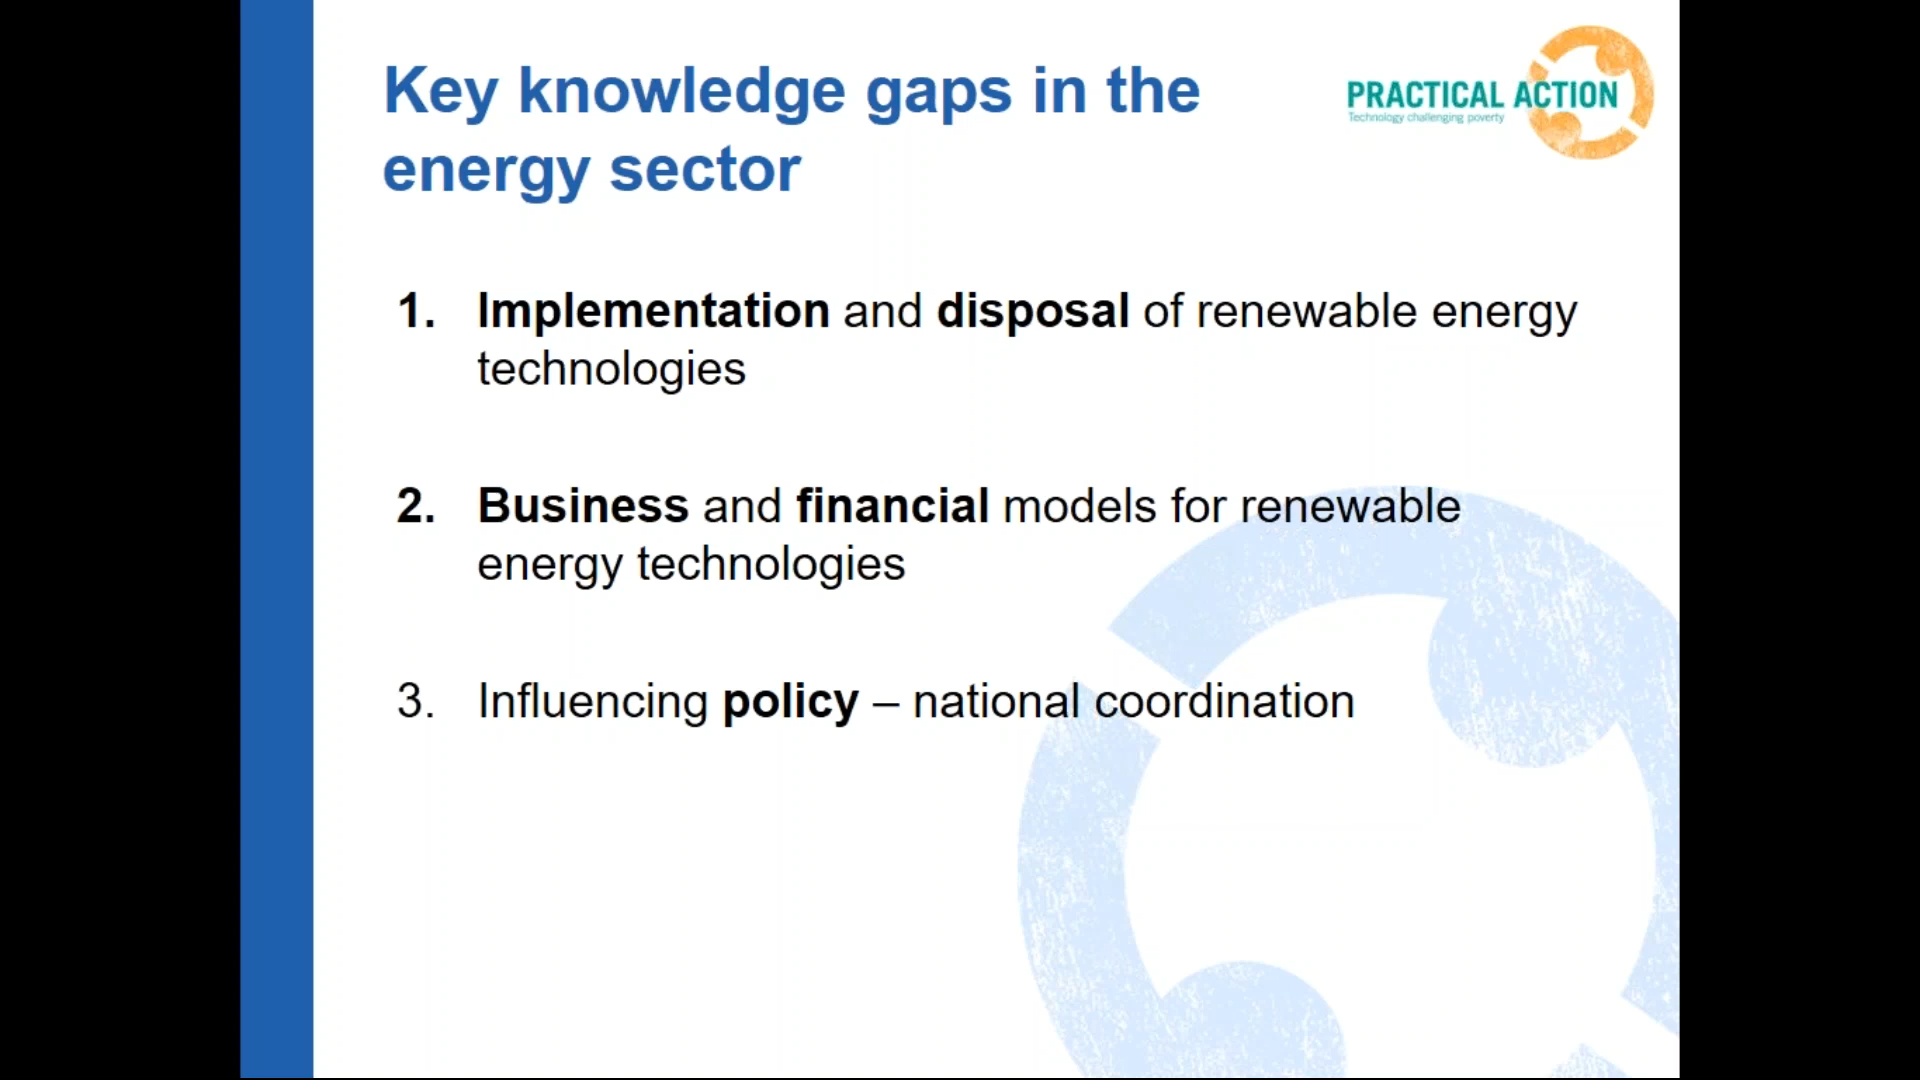 Key knowledge gaps in the
energy sector
PRACTICAL ACTION
Technology challenging poverty
1. Implementation and disposal of renewable energy
technologies
2. Business and financial models for renewable
energy technologies
3. Influencing policy – national coordination